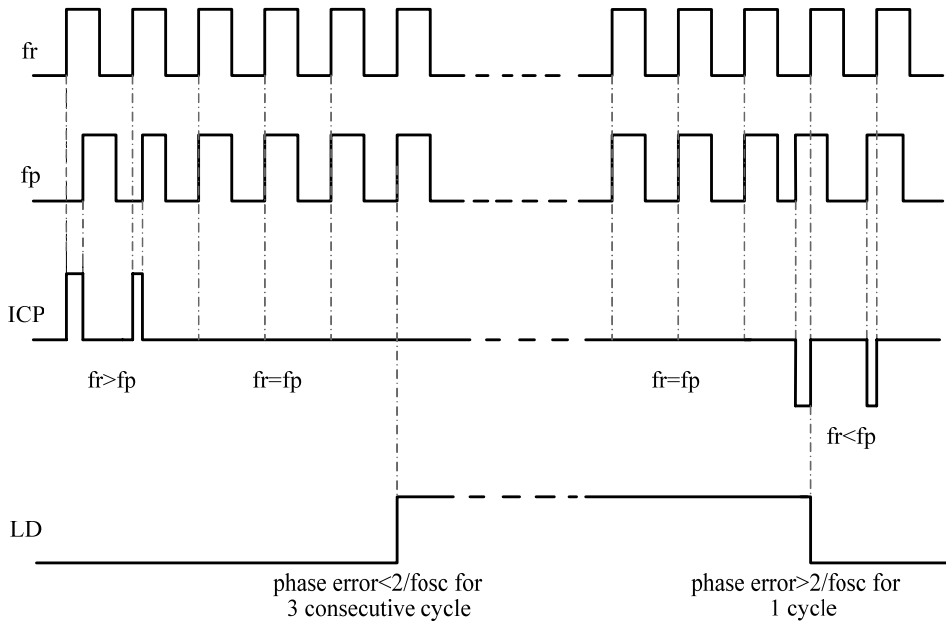 fr
fp
ICP
fr>fp
fr=fp
fr=fp
fr<fp
LD
phase error<2/fosc for
3 consecutive cycle
phase error>2/fosc for
1 cycle